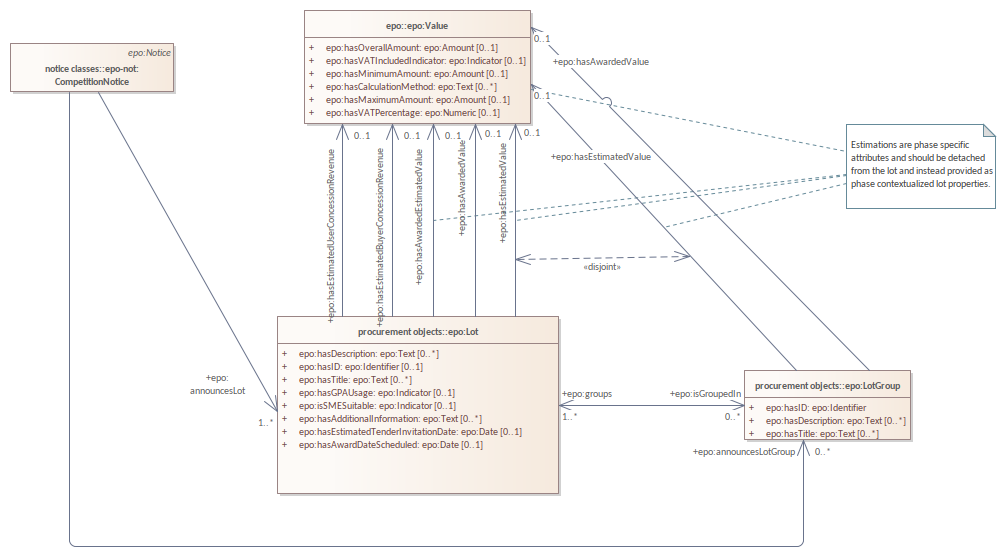 epo:Notice
notice classes::epo-not:
CompetitionNotice
epo::epo:Value
+ epo:hasOverallAmount: epo:Amount [0..1]
+ epo:hasVATIncludedIndicator: epo:Indicator [0..1]
+ epo:hasMinimumAmount: epo:Amount [0..1]
+ epo:hasCalculationMethod: epo:Text [0..*]
+ epo:hasMaximumAmount: epo:Amount [0..1]
+ epo:hasVATPercentage: epo:Numeric [0..1]
0..1
+epo:hasAwardedValue
0..1
0..1
0..1
0..1
0..1
0..1
+epo:hasEstimatedValue
Estimations are phase specific
attributes and should be detached
from the lot and instead provided as
phase contextualized lot properties.
+epo:hasEstimatedUserConcessionRevenue
+epo:hasEstimatedBuyerConcessionRevenue
+epo:hasAwardedEstimatedValue
+epo:hasAwardedValue
+epo:hasEstimatedValue
«disjoint»
procurement objects::epo:Lot
+ epo:hasDescription: epo:Text [0..*]
+ epo:hasID: epo:Identifier [0..1]
+ epo:hasTitle: epo:Text [0..*]
+ epo:hasGPAUsage: epo:Indicator [0..1]
+ epo:isSMESuitable: epo:Indicator [0..1]
+ epo:hasAdditionalInformation: epo:Text [0..*]
+ epo:hasEstimatedTenderInvitationDate: epo:Date [0..1]
+ epo:hasAwardDateScheduled: epo:Date [0..1]
+epo:
announcesLot
1..*
+epo:groups
1..*
+epo:isGroupedIn
0..*
procurement objects::epo:LotGroup
+ epo:hasID: epo:Identifier
+ epo:hasDescription: epo:Text [0..*]
+ epo:hasTitle: epo:Text [0..*]
+epo:announcesLotGroup
0..*